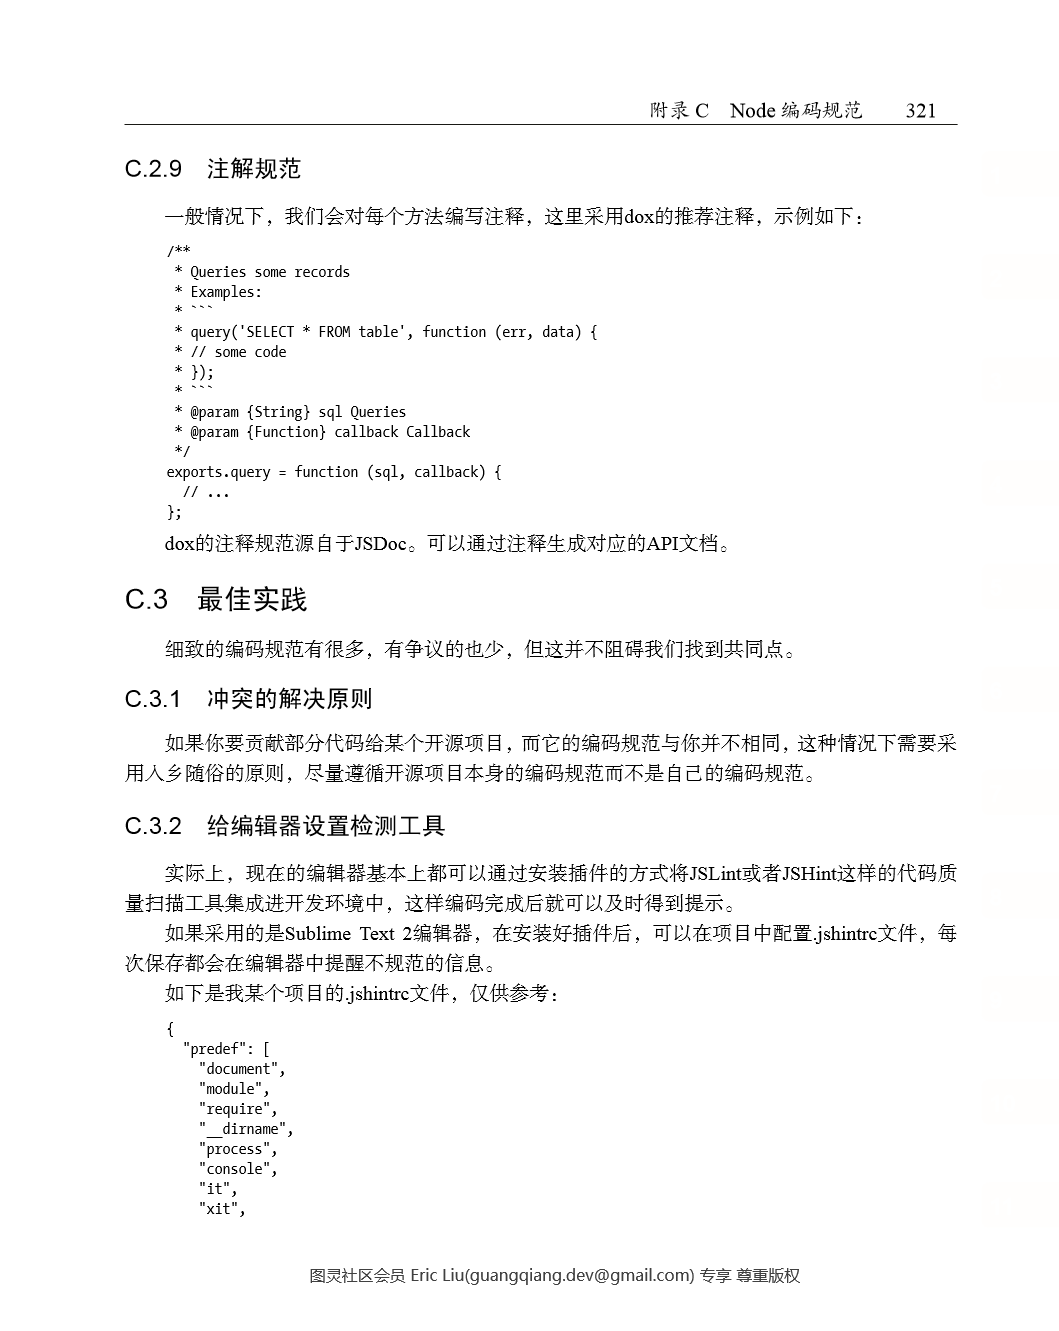 附录 C Node 编码规范 321
C.2.9 注解规范
一般情况下，我们会对每个方法编写注释，这里采用dox的推荐注释，示例如下：
/**
 * Queries some records
 * Examples:
 * ```
 * query('SELECT * FROM table', function (err, data) {
 * // some code
 * });
 * ```
 * @param {String} sql Queries
 * @param {Function} callback Callback
 */
exports.query = function (sql, callback) {
  // ...
};
dox的注释规范源自于JSDoc。可以通过注释生成对应的API文档。
C.3 最佳实践
细致的编码规范有很多，有争议的也少，但这并不阻碍我们找到共同点。
C.3.1 冲突的解决原则
如果你要贡献部分代码给某个开源项目，而它的编码规范与你并不相同，这种情况下需要采
用入乡随俗的原则，尽量遵循开源项目本身的编码规范而不是自己的编码规范。
C.3.2 给编辑器设置检测工具
实际上，现在的编辑器基本上都可以通过安装插件的方式将JSLint或者JSHint这样的代码质
量扫描工具集成进开发环境中，这样编码完成后就可以及时得到提示。
如果采用的是Sublime Text 2编辑器，在安装好插件后，可以在项目中配置.jshintrc文件，每
次保存都会在编辑器中提醒不规范的信息。
如下是我某个项目的.jshintrc文件，仅供参考：
{
  "predef": [
    "document",
    "module",
    "require",
    "__dirname",
    "process",
    "console",
    "it",
    "xit",
图灵社区会员 Eric Liu(guangqiang.dev@gmail.com) 专享 尊重版权